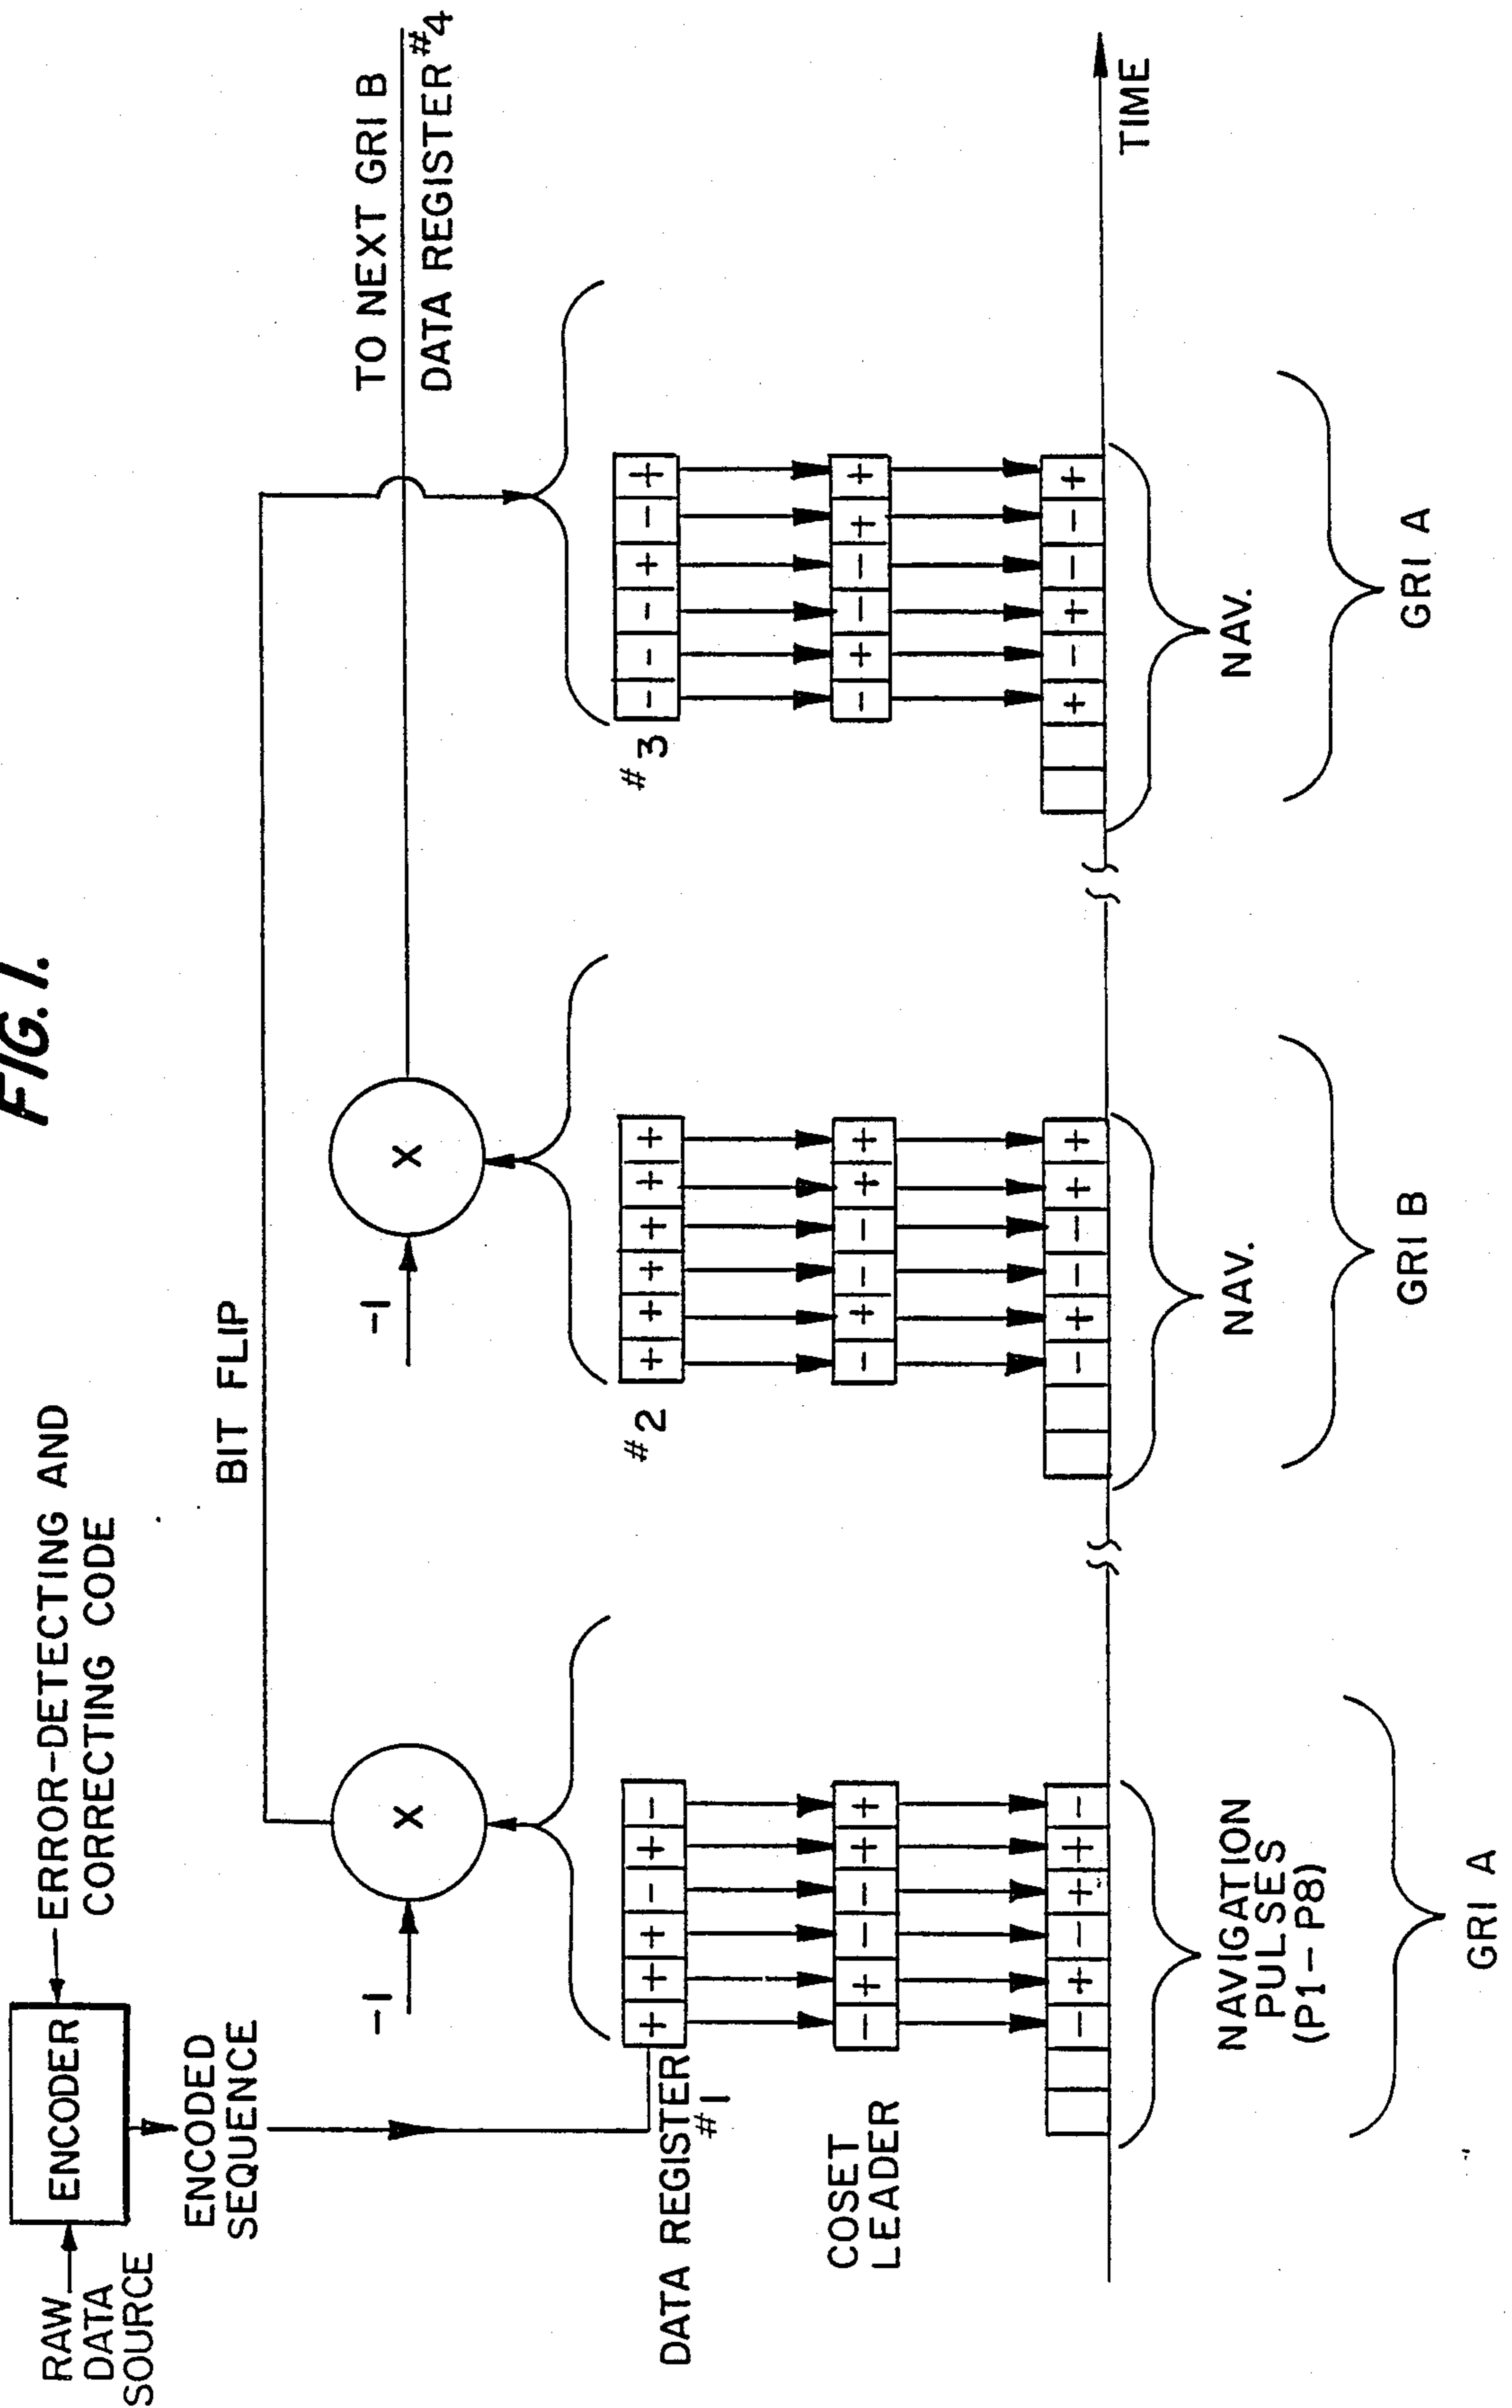 FIG. 1.
RAW
DATA
SOURCE
ENCODER
ERROR-DETECTING AND
CORRECTING CODE
ENCODED
SEQUENCE
BIT FLIP
TO NEXT GRI B
DATA REGISTER #4
-1
X
-1
X
DATA REGISTER
#1
+ + + - + -
#2
+ + + + + +
#3
- - - + - +
COSET
LEADER
- + - - + +
- + - - + +
- + - - + +
- + - + + -
- + - - + +
+ - + - - +
TIME
NAVIGATION
PULSES
(P1-P8)
NAV.
NAV.
GRI A
GRI B
GRI A